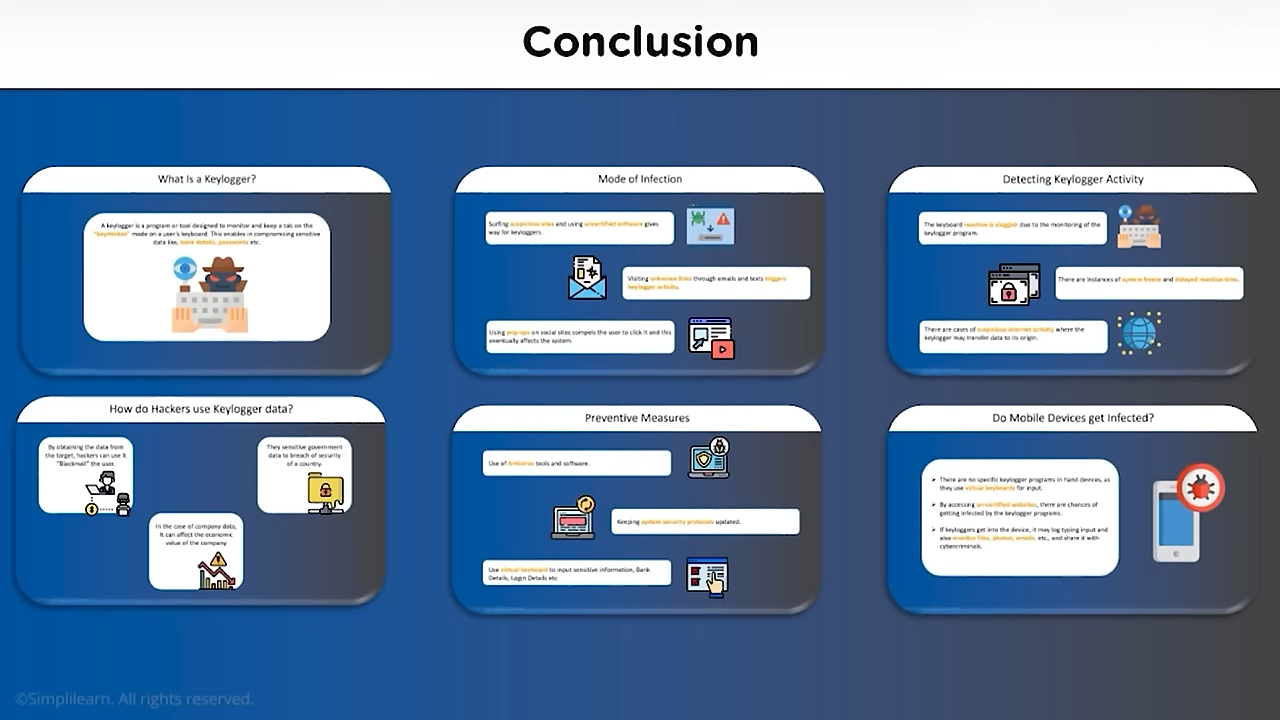 Conclusion
What Is a Keylogger?
A keylogger is a program or tool designed to monitor and keep a tab on the
"keystrokes" made on a user's keyboard. This enables in compromising sensitive
data like, bank details, passwords etc.
Mode of Infection
Surfing suspicious sites and using uncertified software gives
way for keyloggers.
Visiting unknown links through emails and texts triggers
keylogger activity.
Using pop-ups on social sites compels the user to click it and this
eventually affects the system.
Detecting Keylogger Activity
The keyboard reaction is sluggish due to the monitoring of the
keylogger program.
There are instances of system freeze and delayed reaction time.
There are cases of suspicious internet activity where the
keylogger may transfer data to its origin.
How do Hackers use Keylogger data?
By obtaining the data from
the target, hackers can use it
"Blackmail" the user.
They sensitive government
data to breach of security
of a country.
In the case of company data,
It can affect the economic
value of the company
Preventive Measures
Use of Antivirus tools and software.
Keeping system security protocols updated.
Use virtual keyboard to input sensitive information, Bank
Details, Login Details etc.
Do Mobile Devices get Infected?
➢ There are no specific keylogger programs in hand devices, as
they use virtual keyboards for input.
➢ By accessing un-certified websites, there are chances of
getting infected by the keylogger programs.
➢ If keyloggers get into the device, it may log typing input and
also monitor files, photos, emails, etc., and share it with
cybercriminals.
©Simplilearn. All rights reserved.